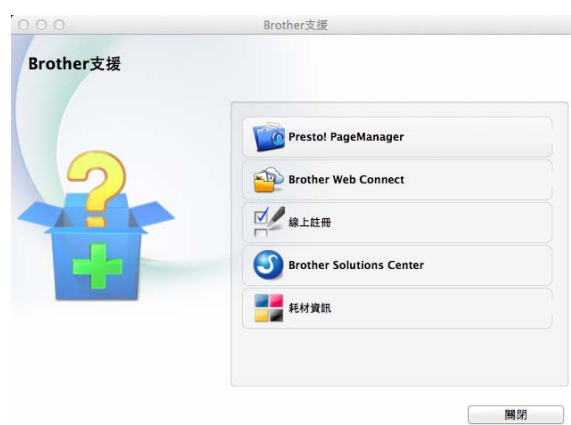 Brother支援
Brother支援
Presto! PageManager
Brother Web Connect
線上註冊
Brother Solutions Center
耗材資訊
關閉